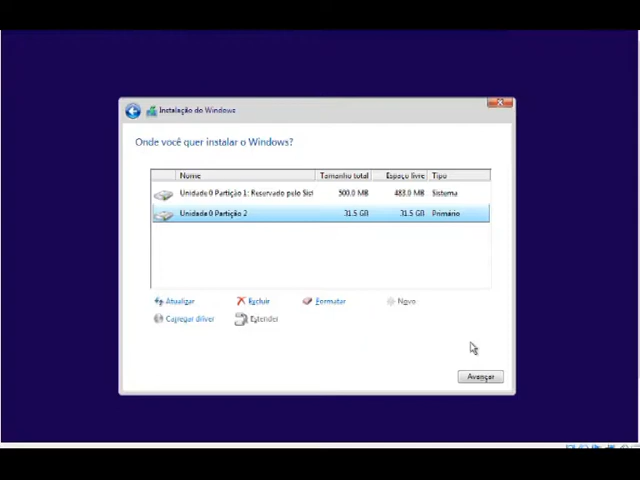 Instalação do Windows
Onde você quer instalar o Windows?
Nome Tamanho total Espaço livre Tipo
Unidade 0 Partição 1: Reservado pelo Sist 500.0 MB 483.0 MB Sistema
Unidade 0 Partição 2 31.5 GB 31.5 GB Primário
Atualizar Excluir Formatar Novo
Carregar driver Estender
Avançar